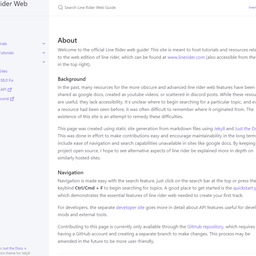 rider Web
Search Line Rider Web Guide
About
Welcome to the official Line Rider web guide! This site is meant to host tutorials and resources rela
to the web edition of line rider, which can be found at www.linerider.com (also accessible from the
in the top right).
Background
In the past, many resources for the more obscure and advanced line rider web features have been
shared as google docs, created as youtube videos, or scattered in discord posts. While these resour
are useful, they lack accessibility. It's unclear where to begin searching for a particular topic, and ev
a resource had been seen before, it was often difficult to remember where it originated from. The
existence of this site is an attempt to remedy these difficulties.
This page was created using static site generation from markdown files using Jekyll and Just the D
This was done in effort to make contributions easy and encourage maintainability in the long term
include ease of navigation and search capabilities unavailable in sites like google docs. By keeping
project open source, I hope to see alternative aspects of line rider be explained more in depth on
similarly hosted sites.
Navigation
Navigation is made easy with the search feature. Just click on the search bar at the top or press the
keybind Ctrl/Cmd + K to begin searching for topics. A good place to get started is the quickstart g
which demonstrates the essential features of line rider web needed to create your first track.
For developers, the separate developer site goes more in detail about API features useful for devel
mods and external tools.
Contributing to this page is currently only available through the GitHub repository, which requires
having a GitHub account and creating a separate branch to make changes. This process may be
amended in the future to be more user-friendly.